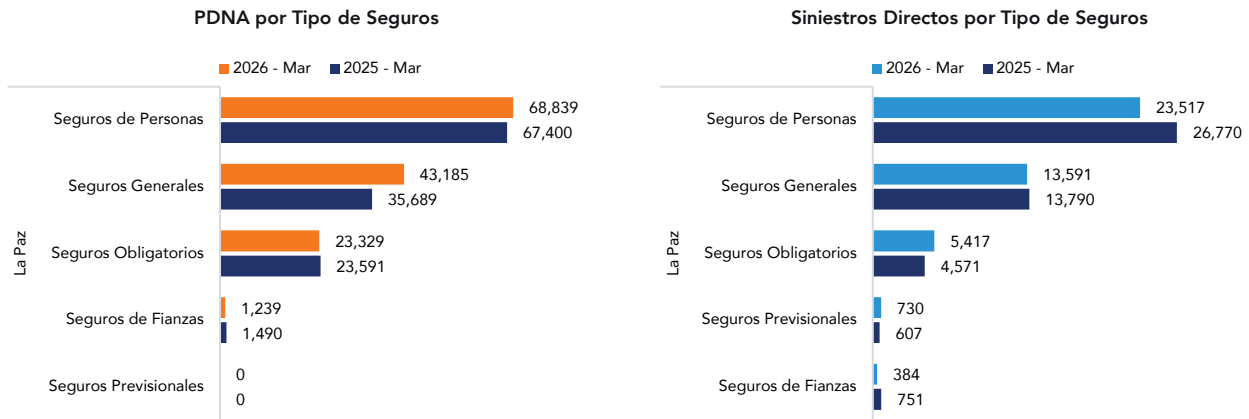 PDNA por Tipo de Seguros
2026 - Mar 2025 - Mar
La Paz
Seguros de Personas 68,839
67,400
Seguros Generales 43,185
35,689
Seguros Obligatorios 23,329
23,591
Seguros de Fianzas 1,239
1,490
Seguros Previsionales 0
0
Siniestros Directos por Tipo de Seguros
2026 - Mar 2025 - Mar
La Paz
Seguros de Personas 23,517
26,770
Seguros Generales 13,591
13,790
Seguros Obligatorios 5,417
4,571
Seguros Previsionales 730
607
Seguros de Fianzas 384
751